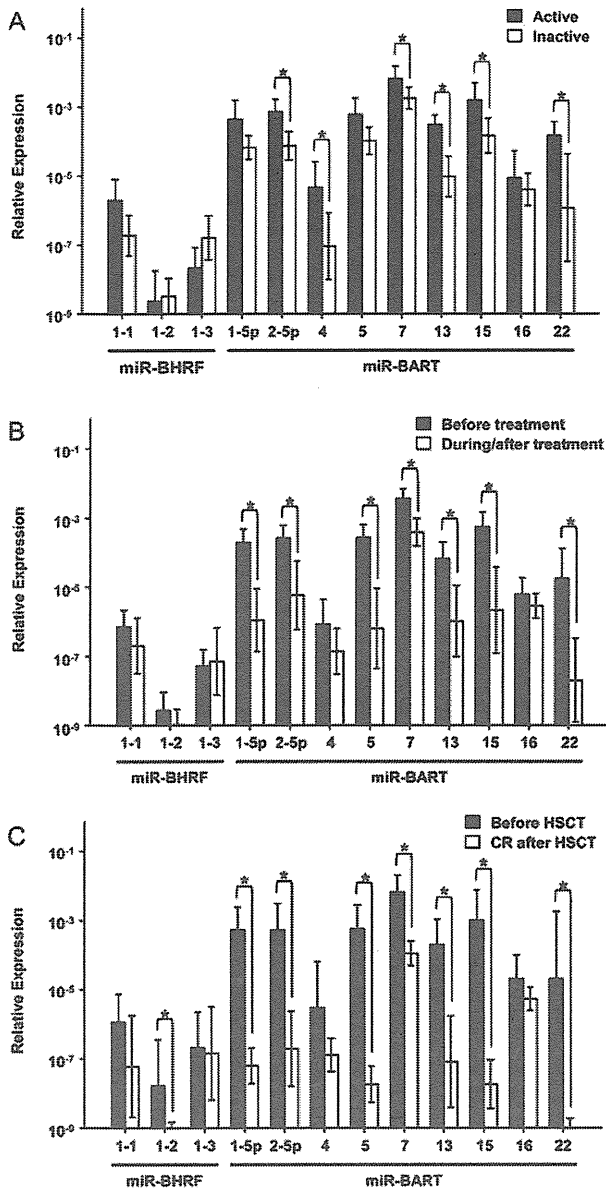 A
Active
Inactive
Relative Expression
10-1
10-3
10-5
10-7
10-9
* * * * * *
1-1 1-2 1-3 1-5p 2-5p 4 5 7 13 15 16 22
miR-BHRF miR-BART
B
Before treatment
During/after treatment
Relative Expression
10-1
10-3
10-5
10-7
10-9
* * * * * * *
1-1 1-2 1-3 1-5p 2-5p 4 5 7 13 15 16 22
miR-BHRF miR-BART
C
Before HSCT
CR after HSCT
Relative Expression
10-1
10-3
10-5
10-7
10-9
* * * * * * * *
1-1 1-2 1-3 1-5p 2-5p 4 5 7 13 15 16 22
miR-BHRF miR-BART